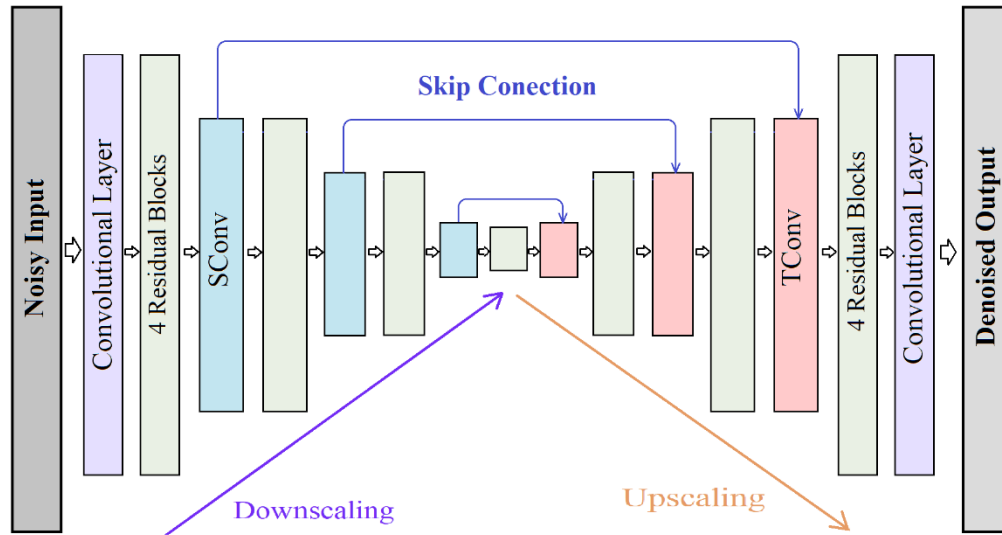 Noisy Input
Convolutional Layer
4 Residual Blocks
SConv
Skip Conection
TConv
4 Residual Blocks
Convolutional Layer
Denoised Output
Downscaling
Upscaling